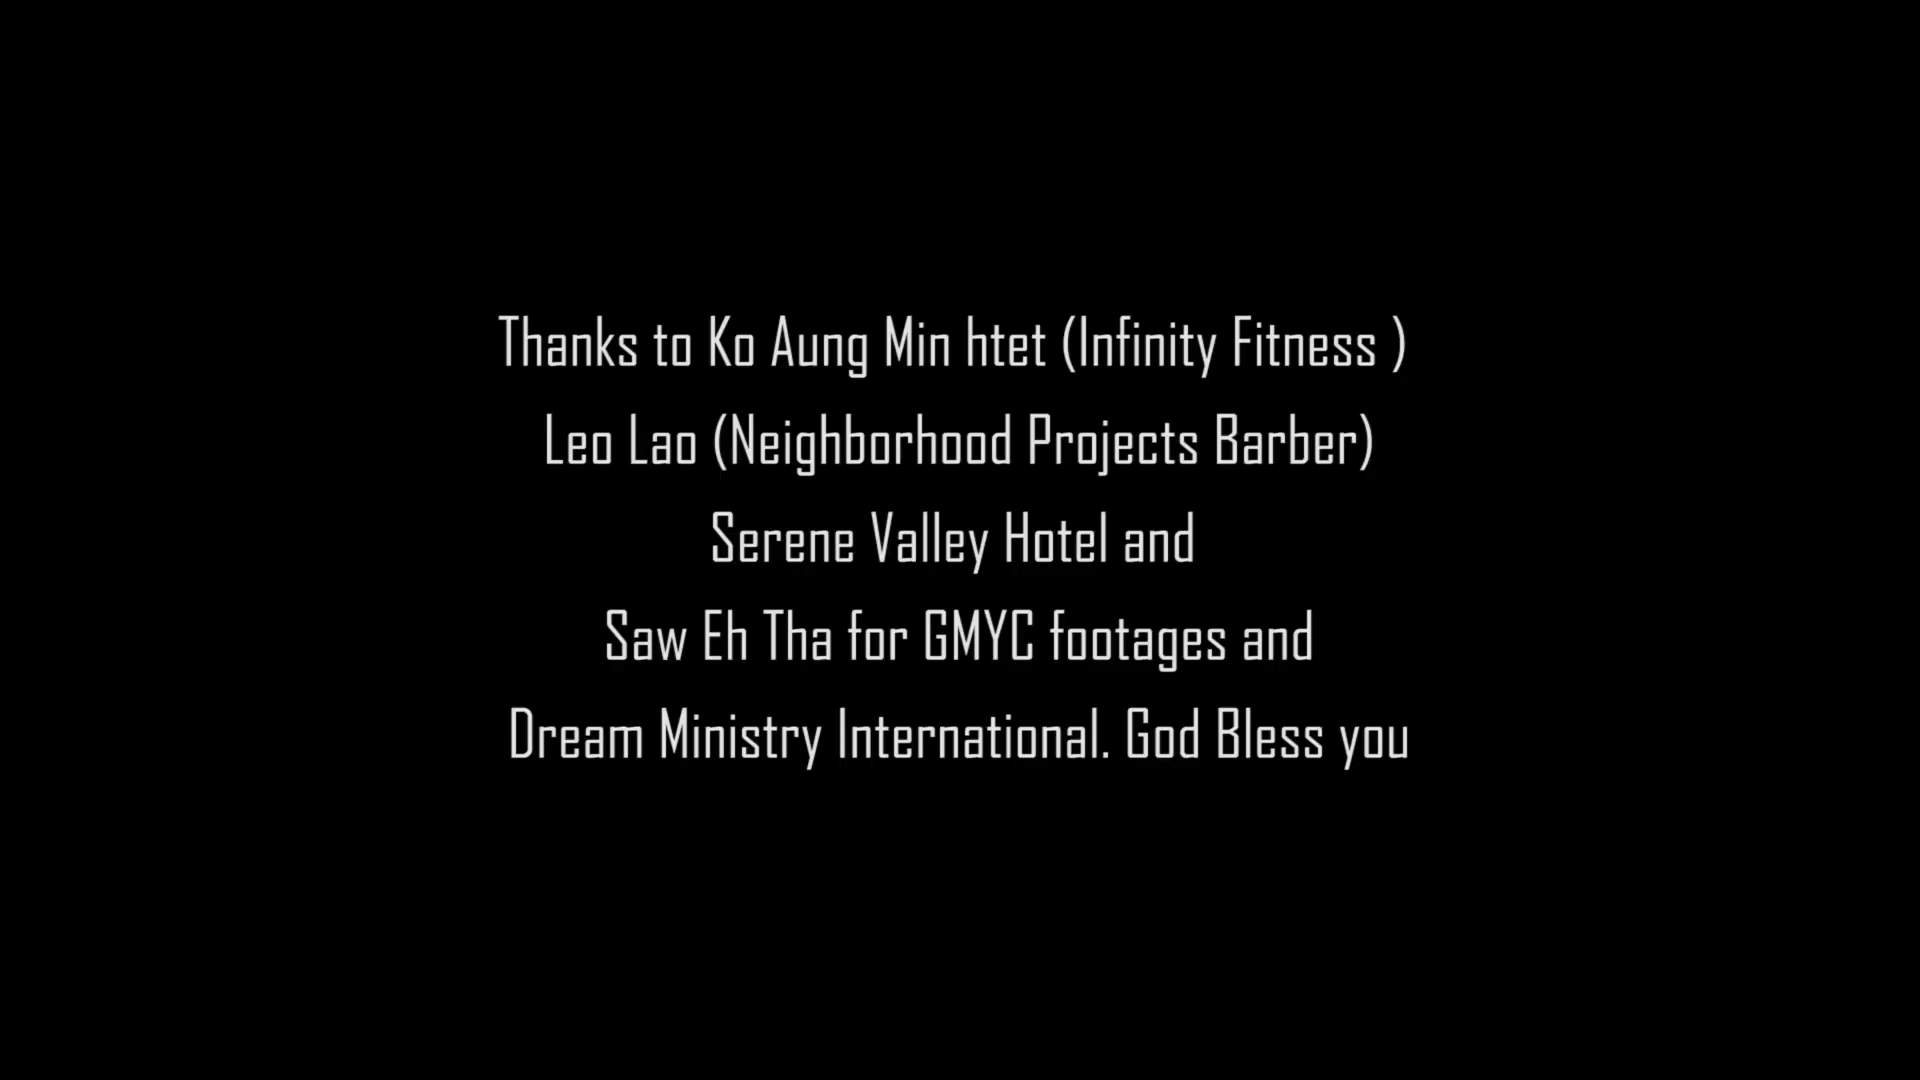 Thanks to Ko Aung Min htet (Infinity Fitness )
Leo Lao (Neighborhood Projects Barber)
Serene Valley Hotel and
Saw Eh Tha for GMYC footages and
Dream Ministry International. God Bless you